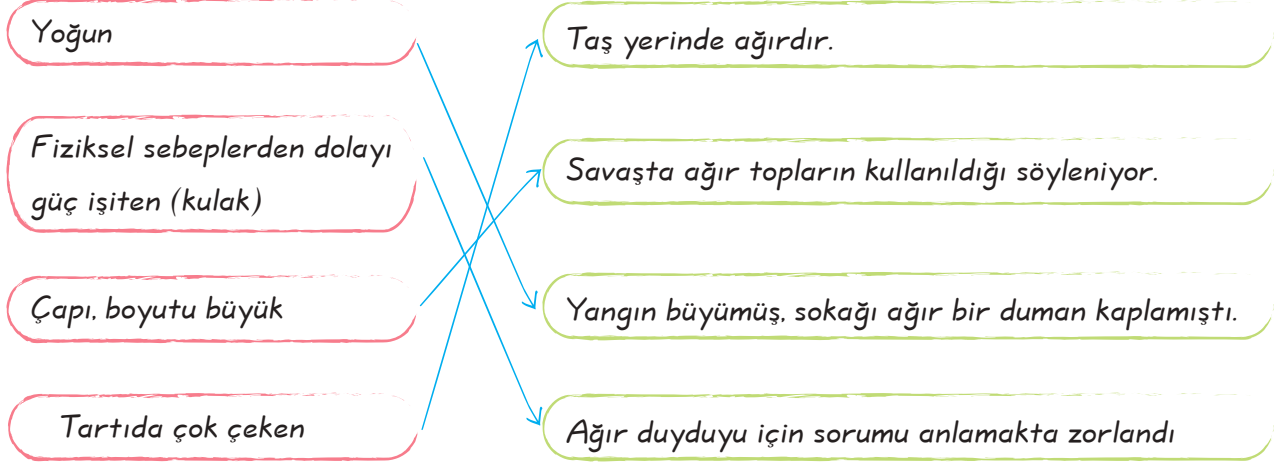 Yoğun
Fiziksel sebeplerden dolayı
güç işiten (kulak)
Çapı, boyutu büyük
Tartıda çok çeken
Taş yerinde ağırdır.
Savaşta ağır topların kullanıldığı söyleniyor.
Yangın büyümüş, sokağı ağır bir duman kaplamıştı.
Ağır duyduyu için sorumu anlamakta zorlandı